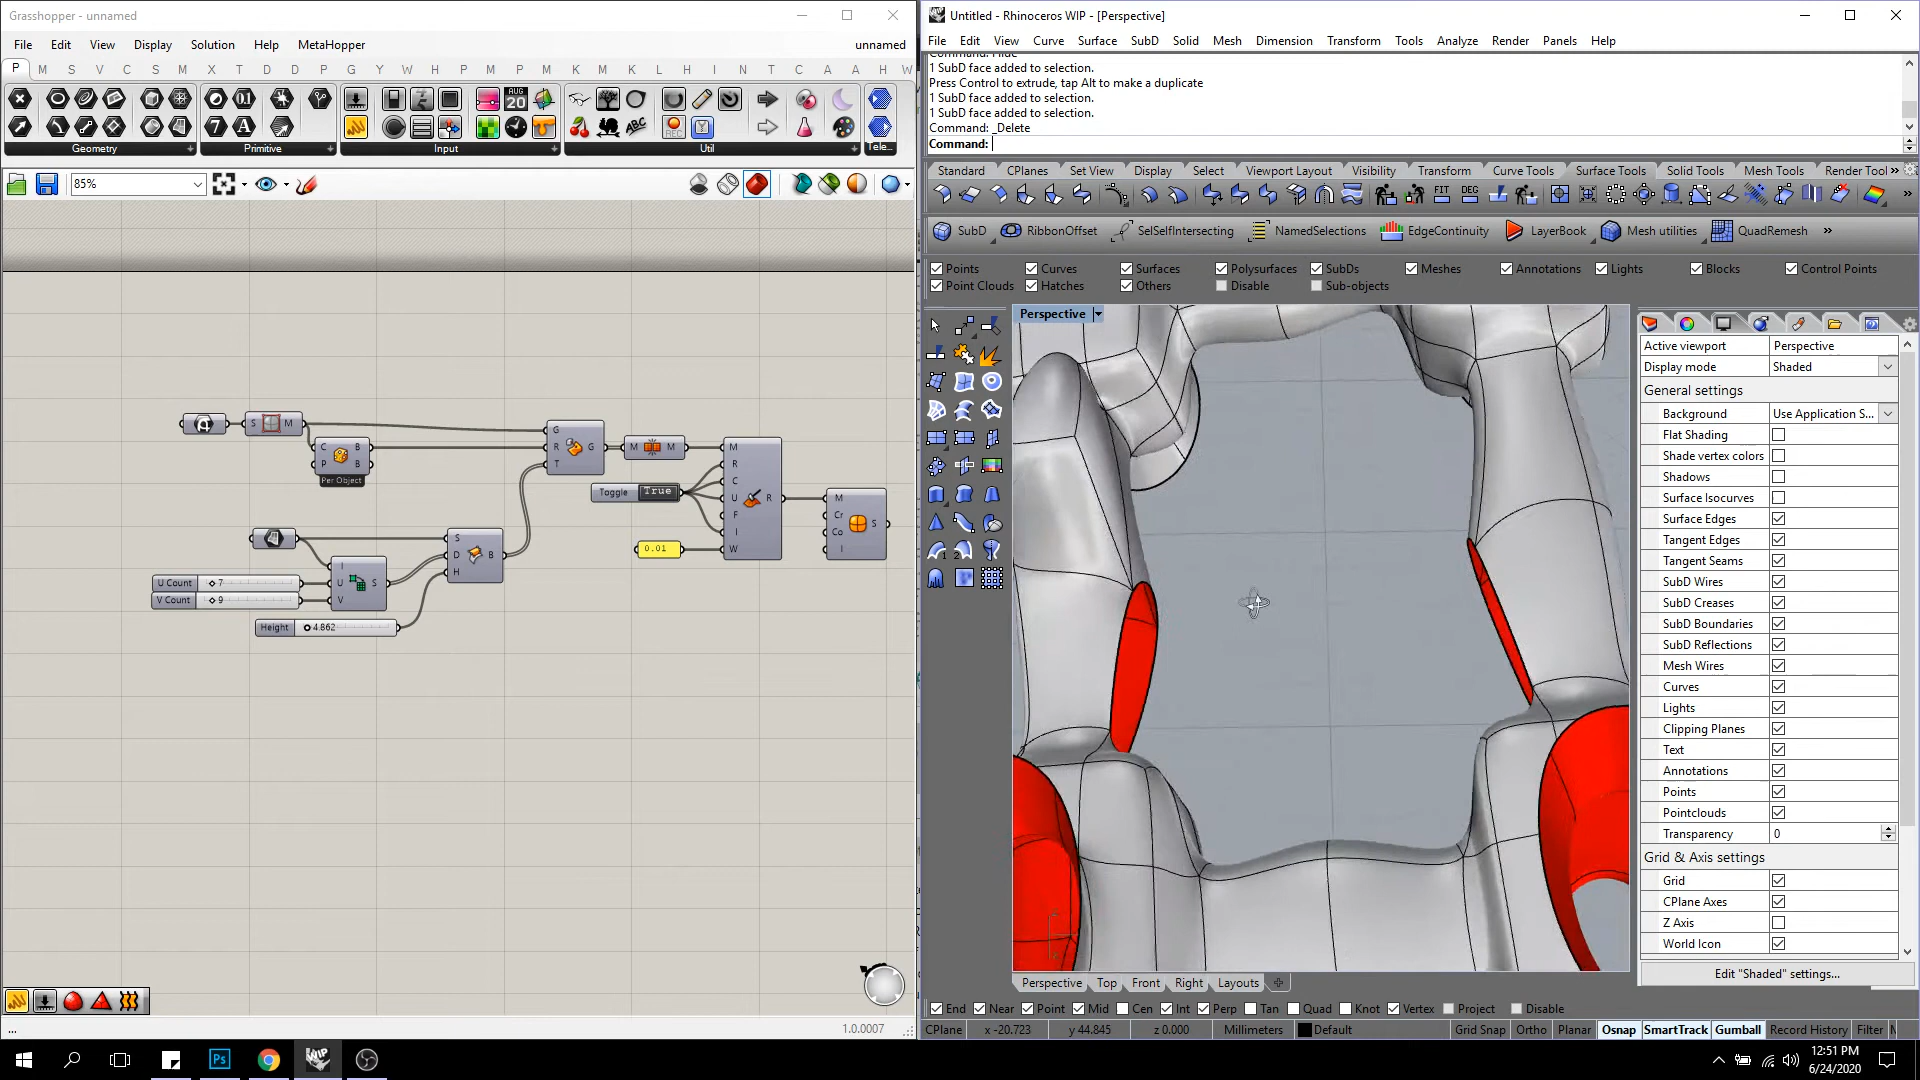 Grasshopper - unnamed
File Edit View Display Solution Help MetaHopper unnamed
P M S V C S M T D D P G Y W H P M P M F K M K L H I N T C A A H W
Geometry Primitive Input Util Tele...
85%
S M
C B
P B
Per Object
G
R G
T
M M
Toggle True
0.01
M
R
C
U R
F
I
W
M
Cr
Co S
I
S
D B
H
I
U S
V
U Count 7
V Count 9
Height 4.862
...
1.0.0007
Untitled - Rhinoceros WIP - [Perspective]
File Edit View Curve Surface SubD Solid Mesh Dimension Transform Tools Analyze Render Panels Help
1 SubD face added to selection.
Press Control to extrude, tap Alt to make a duplicate
1 SubD face added to selection.
1 SubD face added to selection.
Command: _Delete
Command:
Standard CPlanes Set View Display Select Viewport Layout Visibility Transform Curve Tools Surface Tools Solid Tools Mesh Tools Render Tool
FIT DEG
SubD RibbonOffset SelSelfIntersecting NamedSelections EdgeContinuity LayerBook Mesh utilities QuadRemesh
Points Curves Surfaces Polysurfaces SubDs Meshes Annotations Lights Blocks Control Points
Point Clouds Hatches Others Disable Sub-objects
Perspective
Active viewport Perspective
Display mode Shaded
General settings
Background Use Application S...
Flat Shading
Shade vertex colors
Shadows
Surface Isocurves
Surface Edges
Tangent Edges
Tangent Seams
SubD Wires
SubD Creases
SubD Boundaries
SubD Reflections
Mesh Wires
Curves
Lights
Clipping Planes
Text
Annotations
Points
Pointclouds
Transparency 0
Grid & Axis settings
Grid
CPlane Axes
Z Axis
World Icon
Edit "Shaded" settings...
Perspective Top Front Right Layouts
End Near Point Mid Cen Int Perp Tan Quad Knot Vertex Project Disable
CPlane x -20.723 y 44.845 z 0.000 Millimeters Default Grid Snap Ortho Planar Osnap SmartTrack Gumball Record History Filter
12:51 PM
6/24/2020